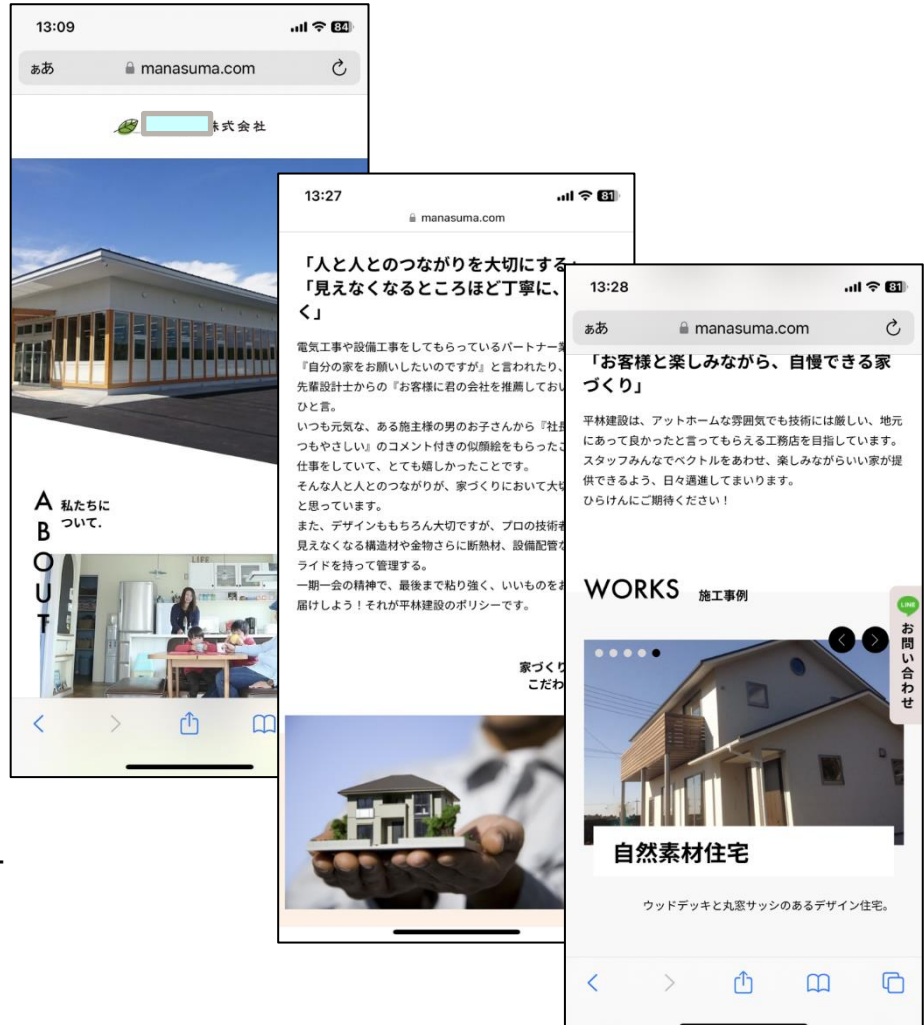 13:09
84
ぁあ
manasuma.com
株式会社
ABOUT
私たちに
ついて.
LIFE
13:27
81
manasuma.com
「人と人とのつながりを大切にする」
「見えなくなるところほど丁寧に、
く」
電気工事や設備工事をしてもらっているパートナー業
『自分の家をお願いしたいのですが』と言われたり、
先輩設計士からの『お客様に君の会社を推薦しておい
ひと言。
いつも元気な、ある施主様の男のお子さんから『社長
つもやさしい』のコメント付きの似顔絵をもらったこ
仕事をしていて、とても嬉しかったことです。
そんな人と人とのつながりが、家づくりにおいて大切
と思っています。
また、デザインももちろん大切ですが、プロの技術者
見えなくなる構造材や金物さらに断熱材、設備配管な
ライドを持って管理する。
一期一会の精神で、最後まで粘り強く、いいものをお
届けしよう！それが平林建設のポリシーです。
家づくり
こだわ
13:28
81
ぁあ
manasuma.com
「お客様と楽しみながら、自慢できる家
づくり」
平林建設は、アットホームな雰囲気でも技術には厳しい、地元
にあって良かったと言ってもらえる工務店を目指しています。
スタッフみんなでベクトルをあわせ、楽しみながらいい家が提
供できるよう、日々邁進してまいります。
ひらけんにご期待ください！
WORKS 施工事例
LINE
お問い合わせ
自然素材住宅
ウッドデッキと丸窓サッシのあるデザイン住宅。